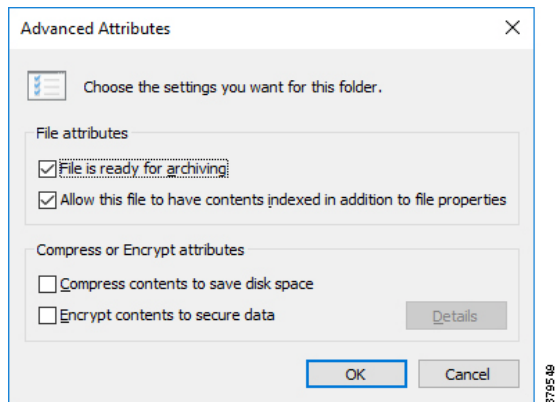 Advanced Attributes
Choose the settings you want for this folder.
File attributes
File is ready for archiving
Allow this file to have contents indexed in addition to file properties
Compress or Encrypt attributes
Compress contents to save disk space
Encrypt contents to secure data
Details
OK
Cancel
379549